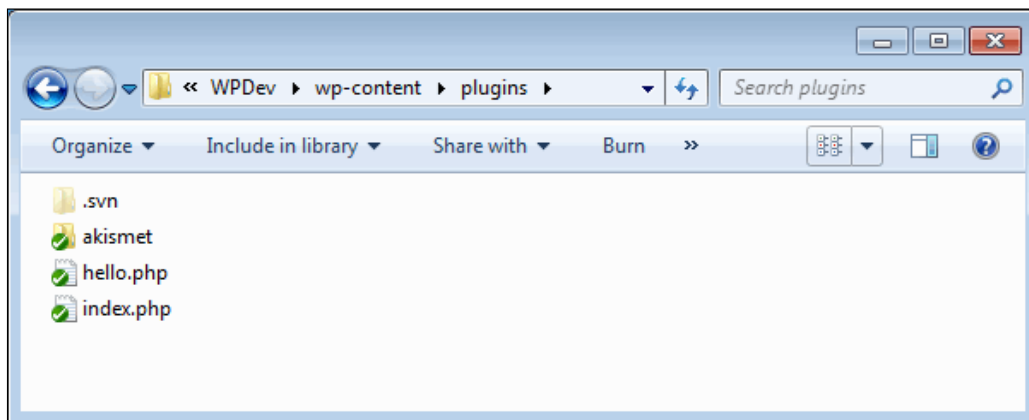 « WPDev ▸ wp-content ▸ plugins ▸ Search plugins
Organize ▾ Include in library ▾ Share with ▾ Burn »
.svn
akismet
hello.php
index.php